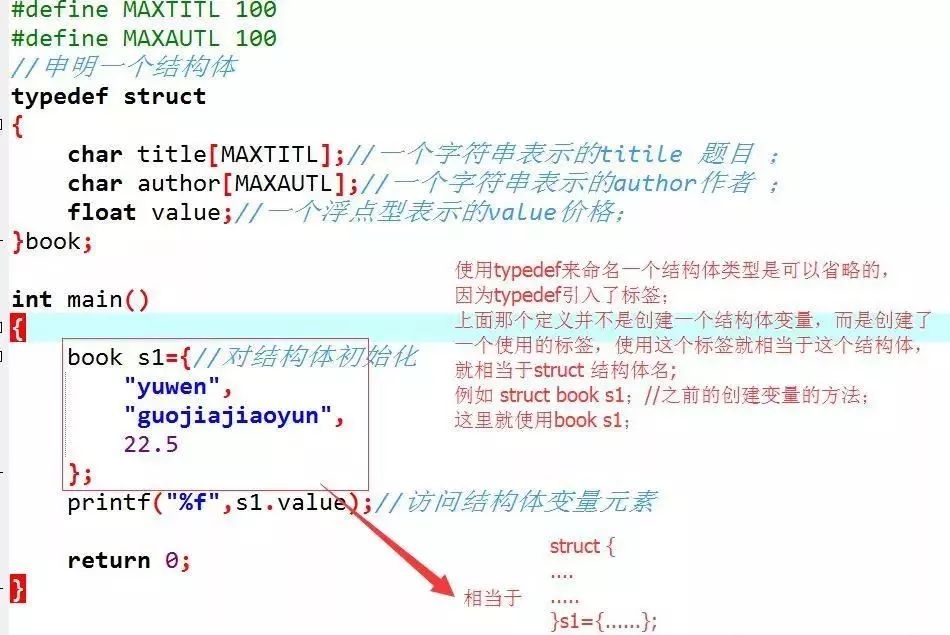 #define MAXTITL 100
#define MAXAUTL 100
//申明一个结构体
typedef struct
{
char title[MAXTITL];//一个字符串表示的titile 题目 ;
char author[MAXAUTL];//一个字符串表示的author作者 ;
float value;//一个浮点型表示的value价格;
}book;
使用typedef来命名一个结构体类型是可以省略的，
因为typedef引入了标签；
上面那个定义并不是创建一个结构体变量，而是创建了
一个使用的标签，使用这个标签就相当于这个结构体，
就相当于struct 结构体名;
例如 struct book s1；//之前的创建变量的方法；
这里就使用book s1；
int main()
{
book s1={//对结构体初始化
"yuwen",
"guojiajiaoyun",
22.5
};
printf("%f",s1.value);//访问结构体变量元素
return 0;
}
相当于
struct {
....
.....
}s1={......};